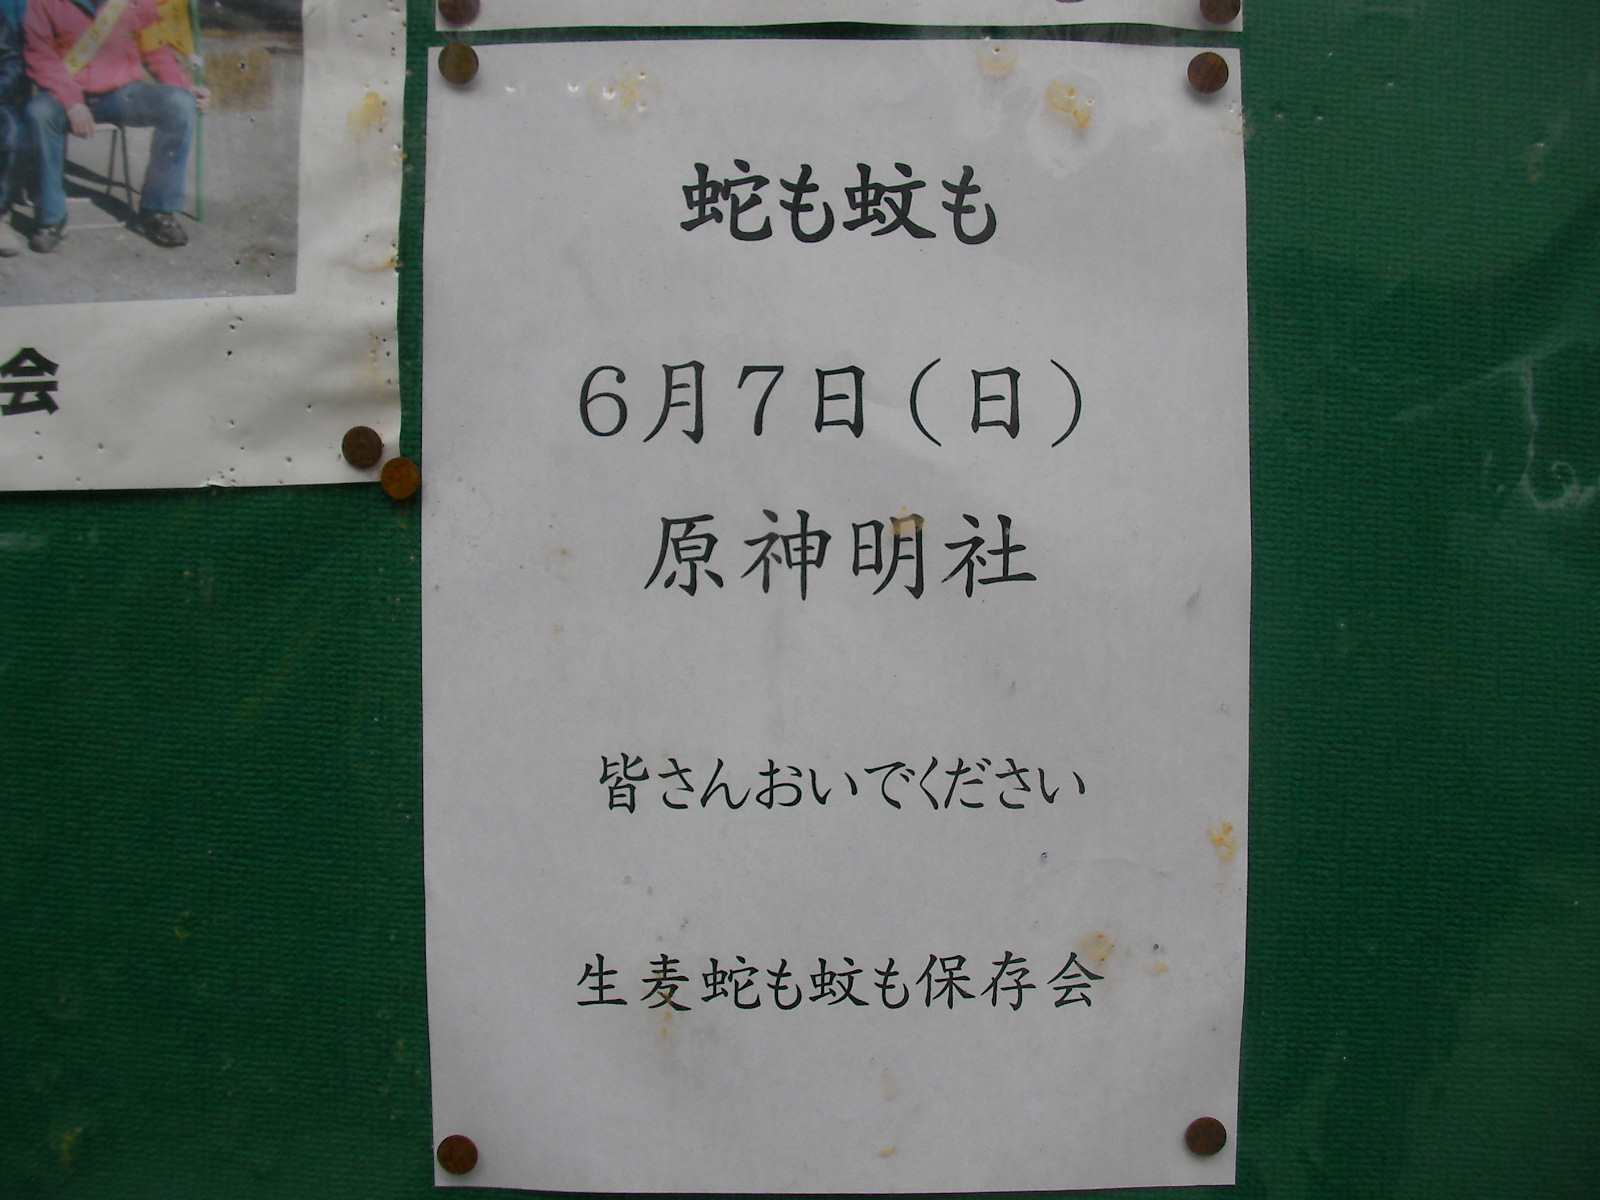 蛇も蚊も
6月7日(日)
原神明社
皆さんおいでください
生麦蛇も蚊も保存会
会